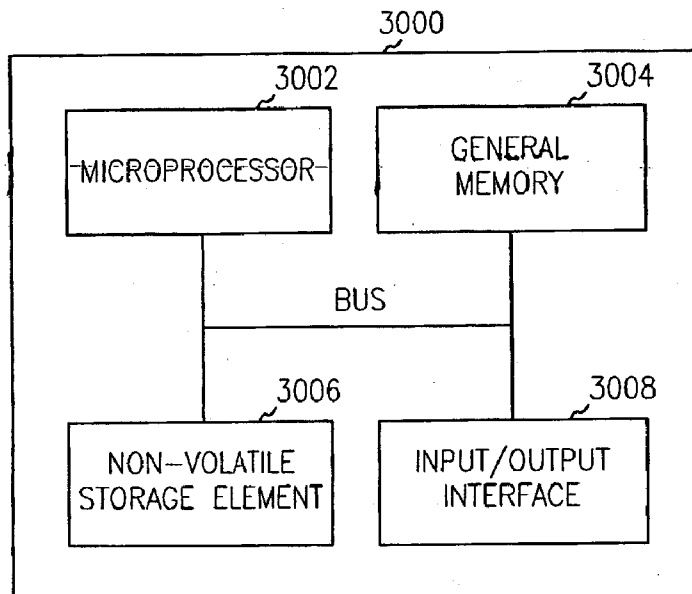 3000
3002
3004
MICROPROCESSOR
GENERAL
MEMORY
BUS
3006
3008
NON-VOLATILE
STORAGE ELEMENT
INPUT/OUTPUT
INTERFACE